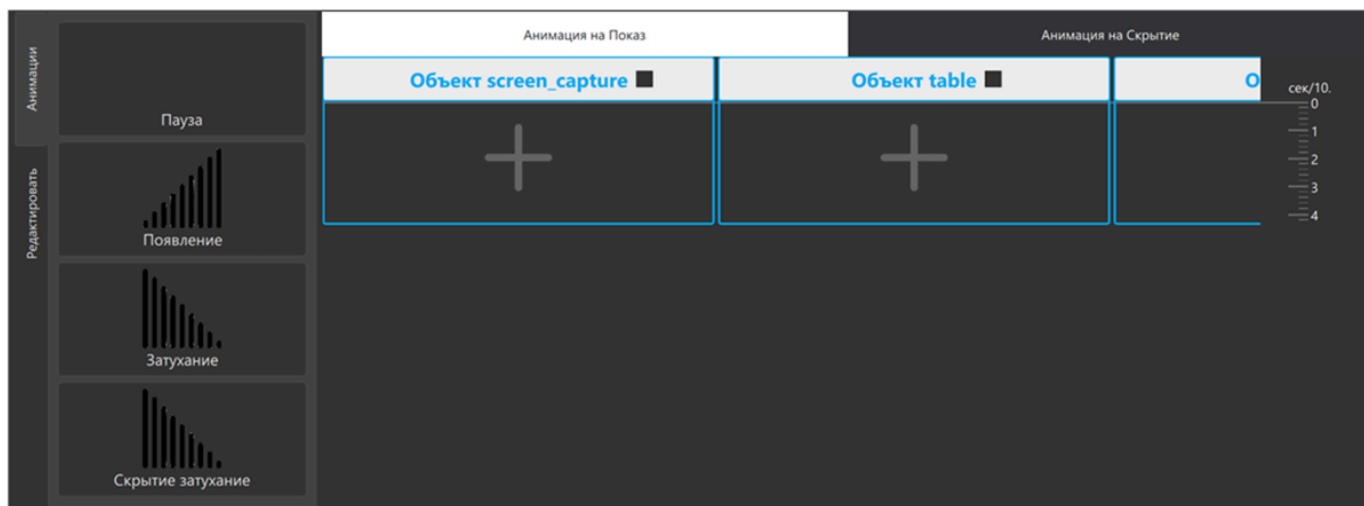 Анимации
Редактировать
Пауза
Появление
Затухание
Скрытие затухание
Анимация на Показ
Анимация на Скрытие
Объект screen_capture
Объект table
О
сек/10.
0
1
2
3
4